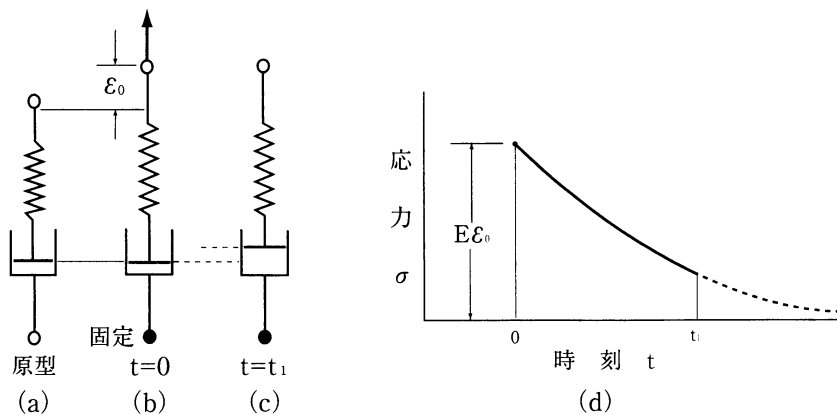 ε₀
固定
原型
t=0
t=t₁
(a)
(b)
(c)
応
力
σ
Eε₀
0
t₁
時 刻 t
(d)